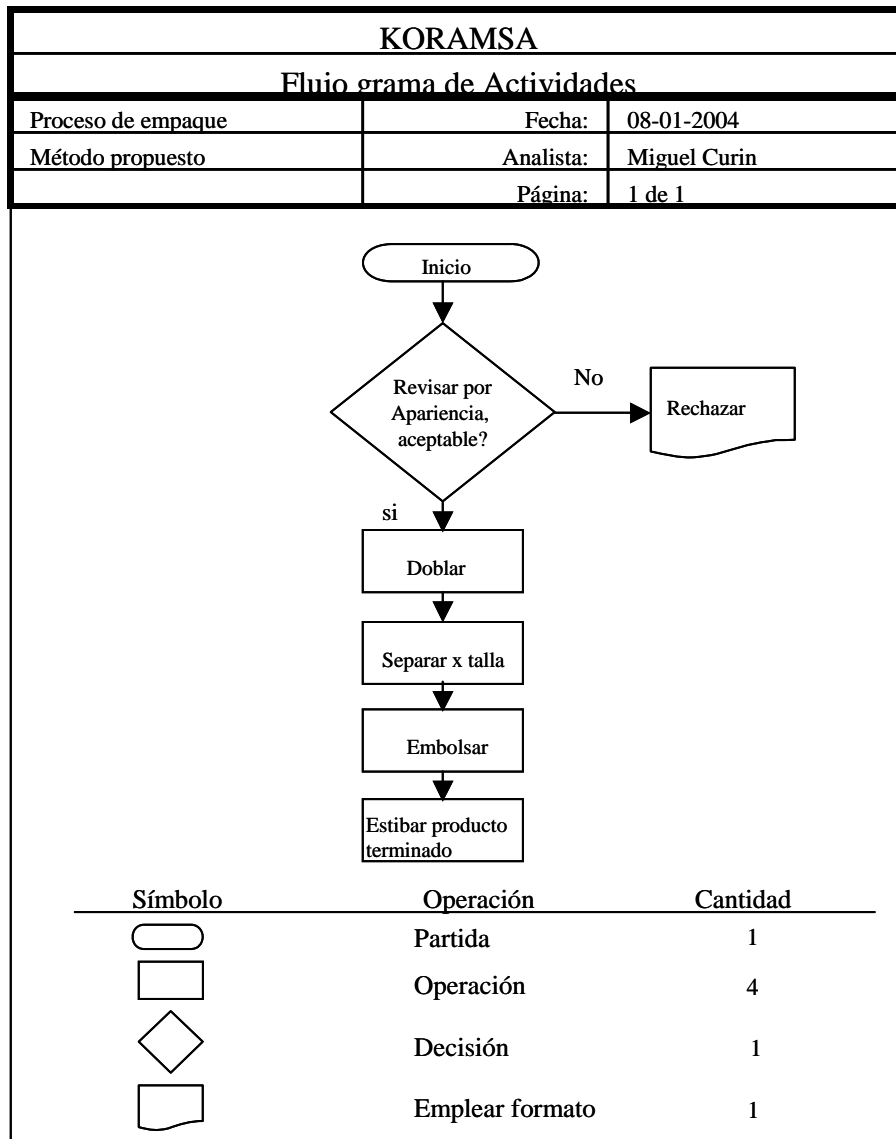 KORAMSA
Flujo grama de Actividades
Proceso de empaque Fecha: 08-01-2004
Método propuesto Analista: Miguel Curin
Página: 1 de 1
Inicio
Revisar por
Apariencia,
aceptable?
No
Rechazar
si
Doblar
Separar x talla
Embolsar
Estibar producto
terminado
Símbolo Operación Cantidad
Partida 1
Operación 4
Decisión 1
Emplear formato 1